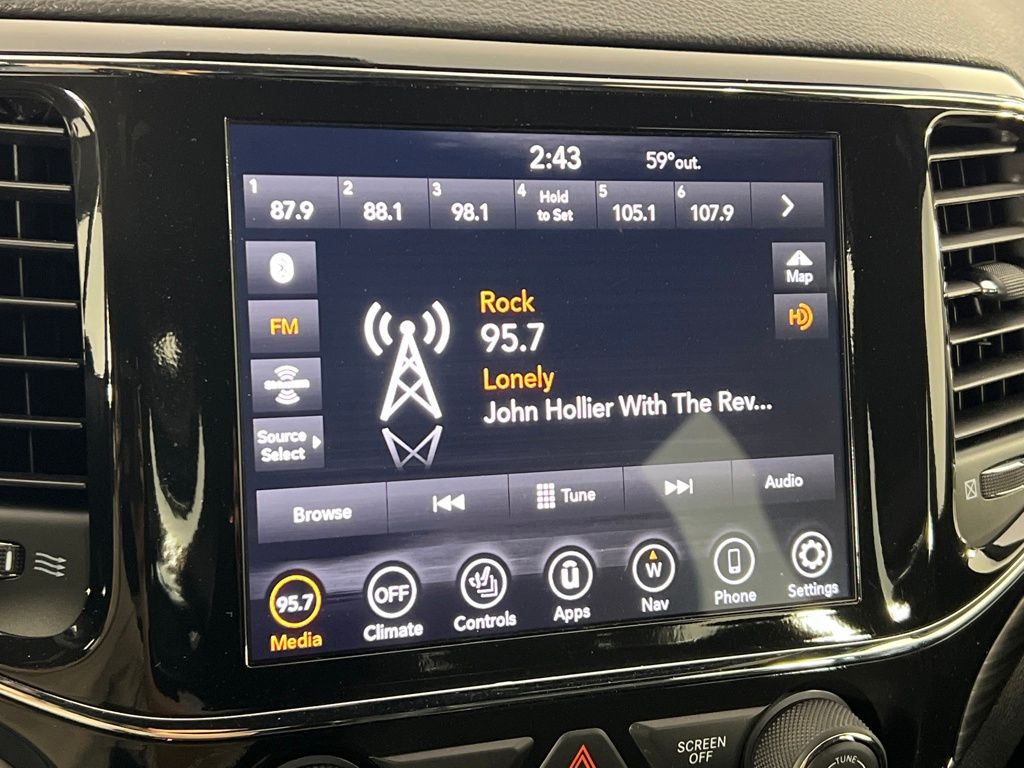 2:43 59°out.
1 87.9
2 88.1
3 98.1
4 Hold
to Set
5 105.1
6 107.9
Map
FM
HD
Rock
95.7
Lonely
John Hollier With The Rev...
Source
Select
Browse Tune Audio
95.7 OFF W
Media Climate Controls Apps Nav Phone Settings
SCREEN
OFF
TUNE